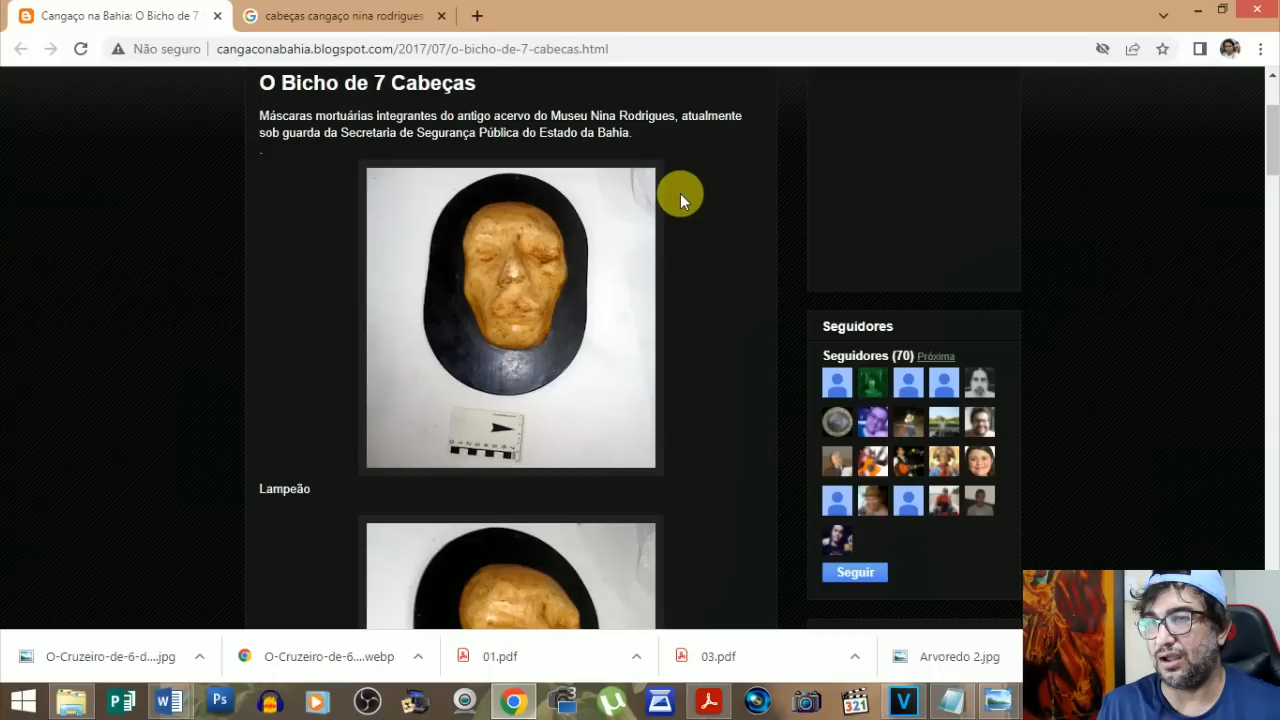 Cangaço na Bahia: O Bicho de 7
cabeças cangaço nina rodrigues
Não seguro
cangaconabahia.blogspot.com/2017/07/o-bicho-de-7-cabecas.html
O Bicho de 7 Cabeças
Máscaras mortuárias integrantes do antigo acervo do Museu Nina Rodrigues, atualmente
sob guarda da Secretaria de Segurança Pública do Estado da Bahia.
.
Lampeão
Seguidores
Seguidores (70) Próxima
Seguir
O-Cruzeiro-de-6-d....jpg
O-Cruzeiro-de-6....webp
01.pdf
03.pdf
Arvoredo 2.jpg
321